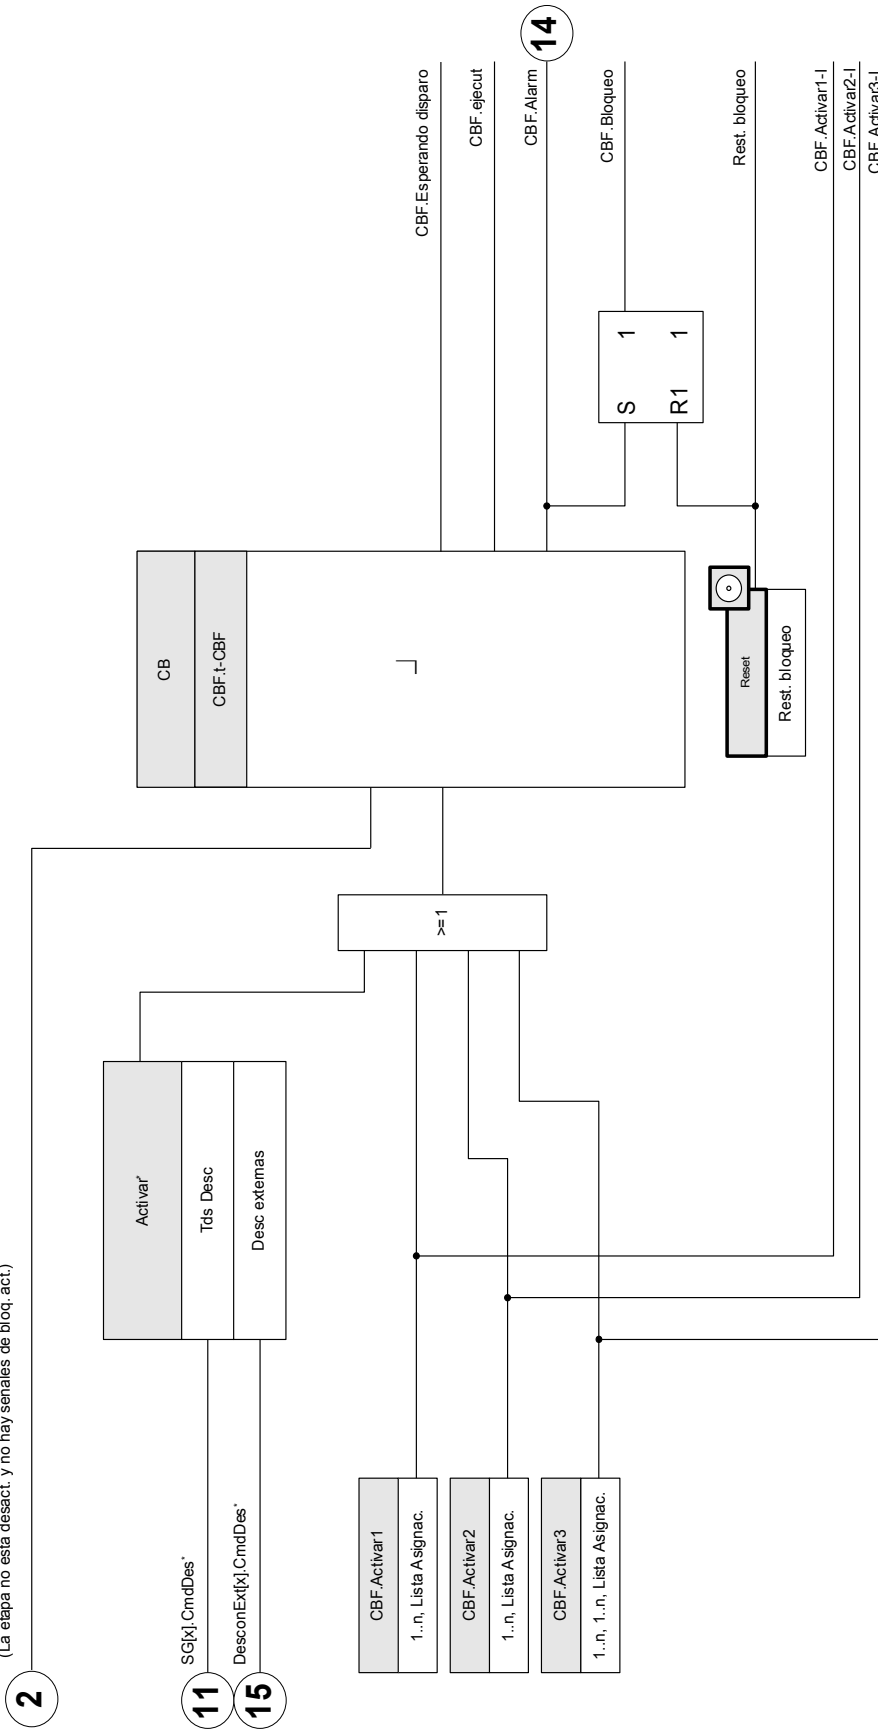 (La etapa no esta desact. y no hay senales de bloq. act.)
2
SG[x].CmdDes*
11
DesconExt[x].CmdDes*
15
Activar*
Tds Desc
Desc externas
CBF.Activar1
1..n, Lista Asignac.
CBF.Activar2
1..n, Lista Asignac.
CBF.Activar3
1..n, 1..n, Lista Asignac.
>=1
CB
CBF.t-CBF
Reset
Rest. bloqueo
S 1
R1 1
CBF.Esperando disparo
CBF.ejecut
CBF.Alarm
14
CBF.Bloqueo
Rest. bloqueo
CBF.Activar1-I
CBF.Activar2-I
CBF.Activar3-I